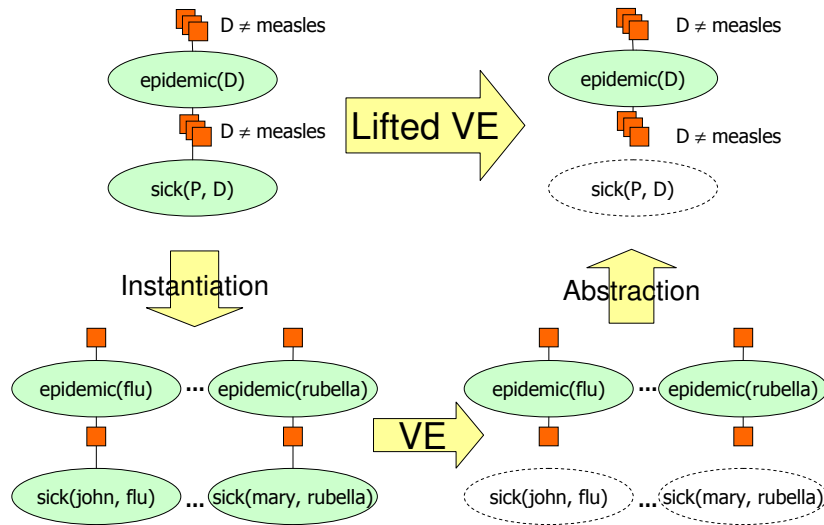 D ≠ measles
epidemic(D)
D ≠ measles
sick(P, D)
Lifted VE
D ≠ measles
epidemic(D)
D ≠ measles
sick(P, D)
Instantiation
Abstraction
epidemic(flu) ... epidemic(rubella)
sick(john, flu) ... sick(mary, rubella)
VE
epidemic(flu) ... epidemic(rubella)
sick(john, flu) ... sick(mary, rubella)